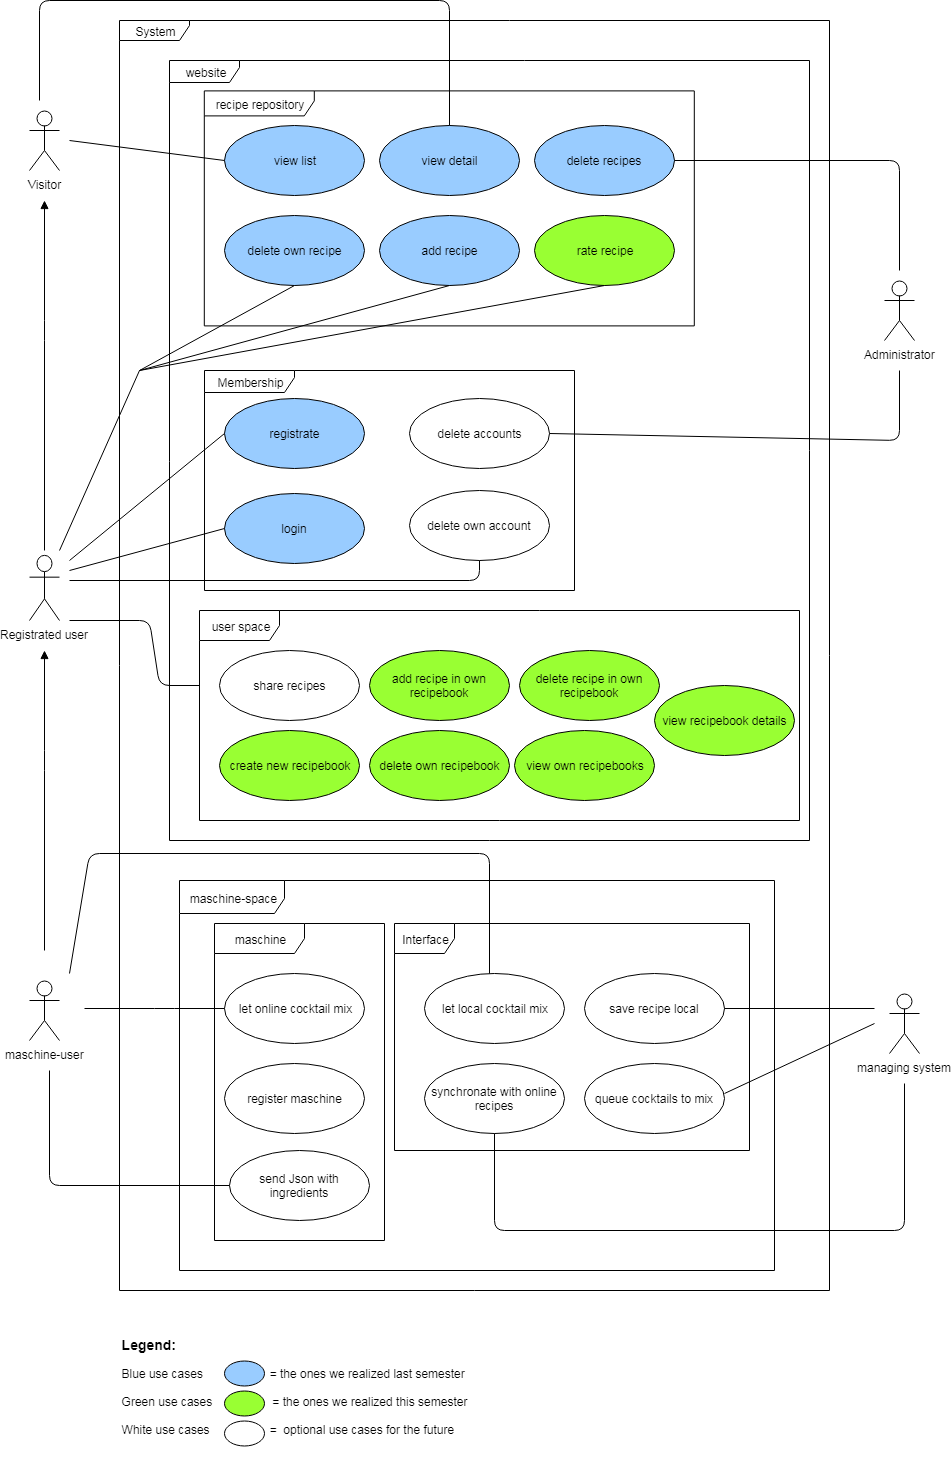 System
website
recipe repository
view list
view detail
delete recipes
Visitor
delete own recipe
add recipe
rate recipe
Administrator
Membership
registrate
delete accounts
login
delete own account
Registrated user
user space
share recipes
add recipe in own
recipebook
delete recipe in own
recipebook
view recipebook details
create new recipebook
delete own recipebook
view own recipebooks
maschine-space
maschine
Interface
let online cocktail mix
let local cocktail mix
save recipe local
maschine-user
managing system
register maschine
synchronate with online
recipes
queue cocktails to mix
send Json with
ingredients
Legend:
Blue use cases = the ones we realized last semester
Green use cases = the ones we realized this semester
White use cases = optional use cases for the future